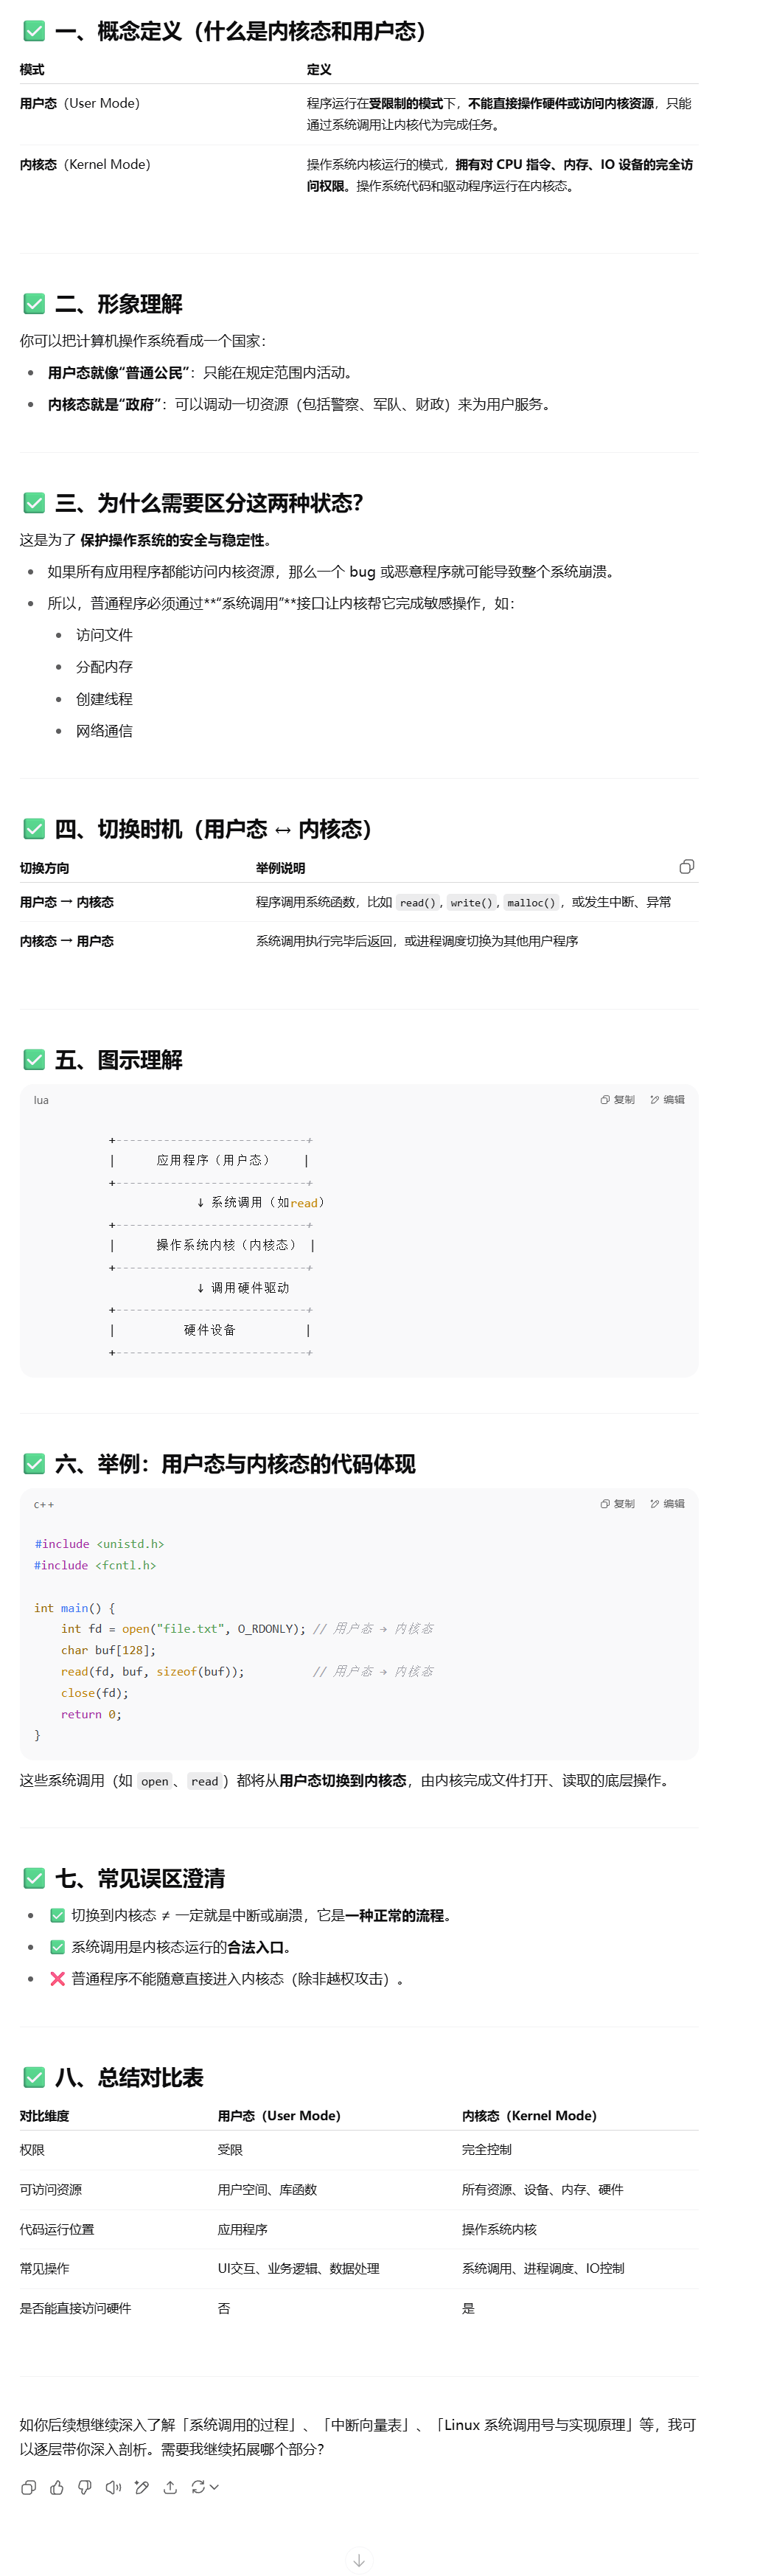 ✅ 一、概念定义（什么是内核态和用户态）
模式 定义
用户态（User Mode） 程序运行在受限制的模式下，不能直接操作硬件或访问内核资源，只能
通过系统调用让内核代为完成任务。
内核态（Kernel Mode） 操作系统内核运行的模式，拥有对 CPU 指令、内存、IO 设备的完全访
问权限。操作系统代码和驱动程序运行在内核态。
✅ 二、形象理解
你可以把计算机操作系统看成一个国家：
• 用户态就像“普通公民”：只能在规定范围内活动。
• 内核态就是“政府”：可以调动一切资源（包括警察、军队、财政）来为用户服务。
✅ 三、为什么需要区分这两种状态？
这是为了 保护操作系统的安全与稳定性。
• 如果所有应用程序都能访问内核资源，那么一个 bug 或恶意程序就可能导致整个系统崩溃。
• 所以，普通程序必须通过**“系统调用”**接口让内核帮它完成敏感操作，如：
• 访问文件
• 分配内存
• 创建线程
• 网络通信
✅ 四、切换时机（用户态 ↔ 内核态）
切换方向 举例说明
用户态 → 内核态 程序调用系统函数，比如 read(), write(), malloc()，或发生中断、异常
内核态 → 用户态 系统调用执行完毕后返回，或进程调度切换为其他用户程序
✅ 五、图示理解
lua 复制 编辑
+----------------------------+
|      应用程序（用户态）     |
+----------------------------+
↓ 系统调用（如read）
+----------------------------+
|      操作系统内核（内核态） |
+----------------------------+
↓ 调用硬件驱动
+----------------------------+
|          硬件设备          |
+----------------------------+
✅ 六、举例：用户态与内核态的代码体现
c++ 复制 编辑
#include <unistd.h>
#include <fcntl.h>
int main() {
    int fd = open("file.txt", O_RDONLY); // 用户态 → 内核态
    char buf[128];
    read(fd, buf, sizeof(buf));          // 用户态 → 内核态
    close(fd);
    return 0;
}
这些系统调用（如 open、read）都将从用户态切换到内核态，由内核完成文件打开、读取的底层操作。
✅ 七、常见误区澄清
• ✅ 切换到内核态 ≠ 一定就是中断或崩溃，它是一种正常的流程。
• ✅ 系统调用是内核态运行的合法入口。
• ❌ 普通程序不能随意直接进入内核态（除非越权攻击）。
✅ 八、总结对比表
对比维度 用户态（User Mode） 内核态（Kernel Mode）
权限 受限 完全控制
可访问资源 用户空间、库函数 所有资源、设备、内存、硬件
代码运行位置 应用程序 操作系统内核
常见操作 UI交互、业务逻辑、数据处理 系统调用、进程调度、IO控制
是否能直接访问硬件 否 是
如你后续想继续深入了解「系统调用的过程」、「中断向量表」、「Linux 系统调用号与实现原理」等，我可
以逐层带你深入剖析。需要我继续拓展哪个部分？